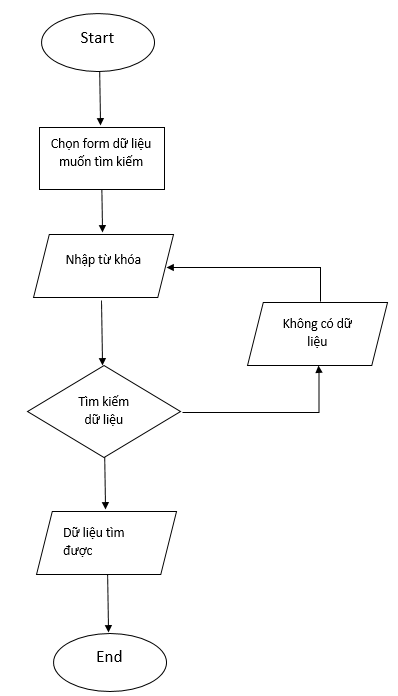 Start
Chọn form dữ liệu
muốn tìm kiếm
Nhập từ khóa
Không có dữ
liệu
Tìm kiếm
dữ liệu
Dữ liệu tìm
được
End